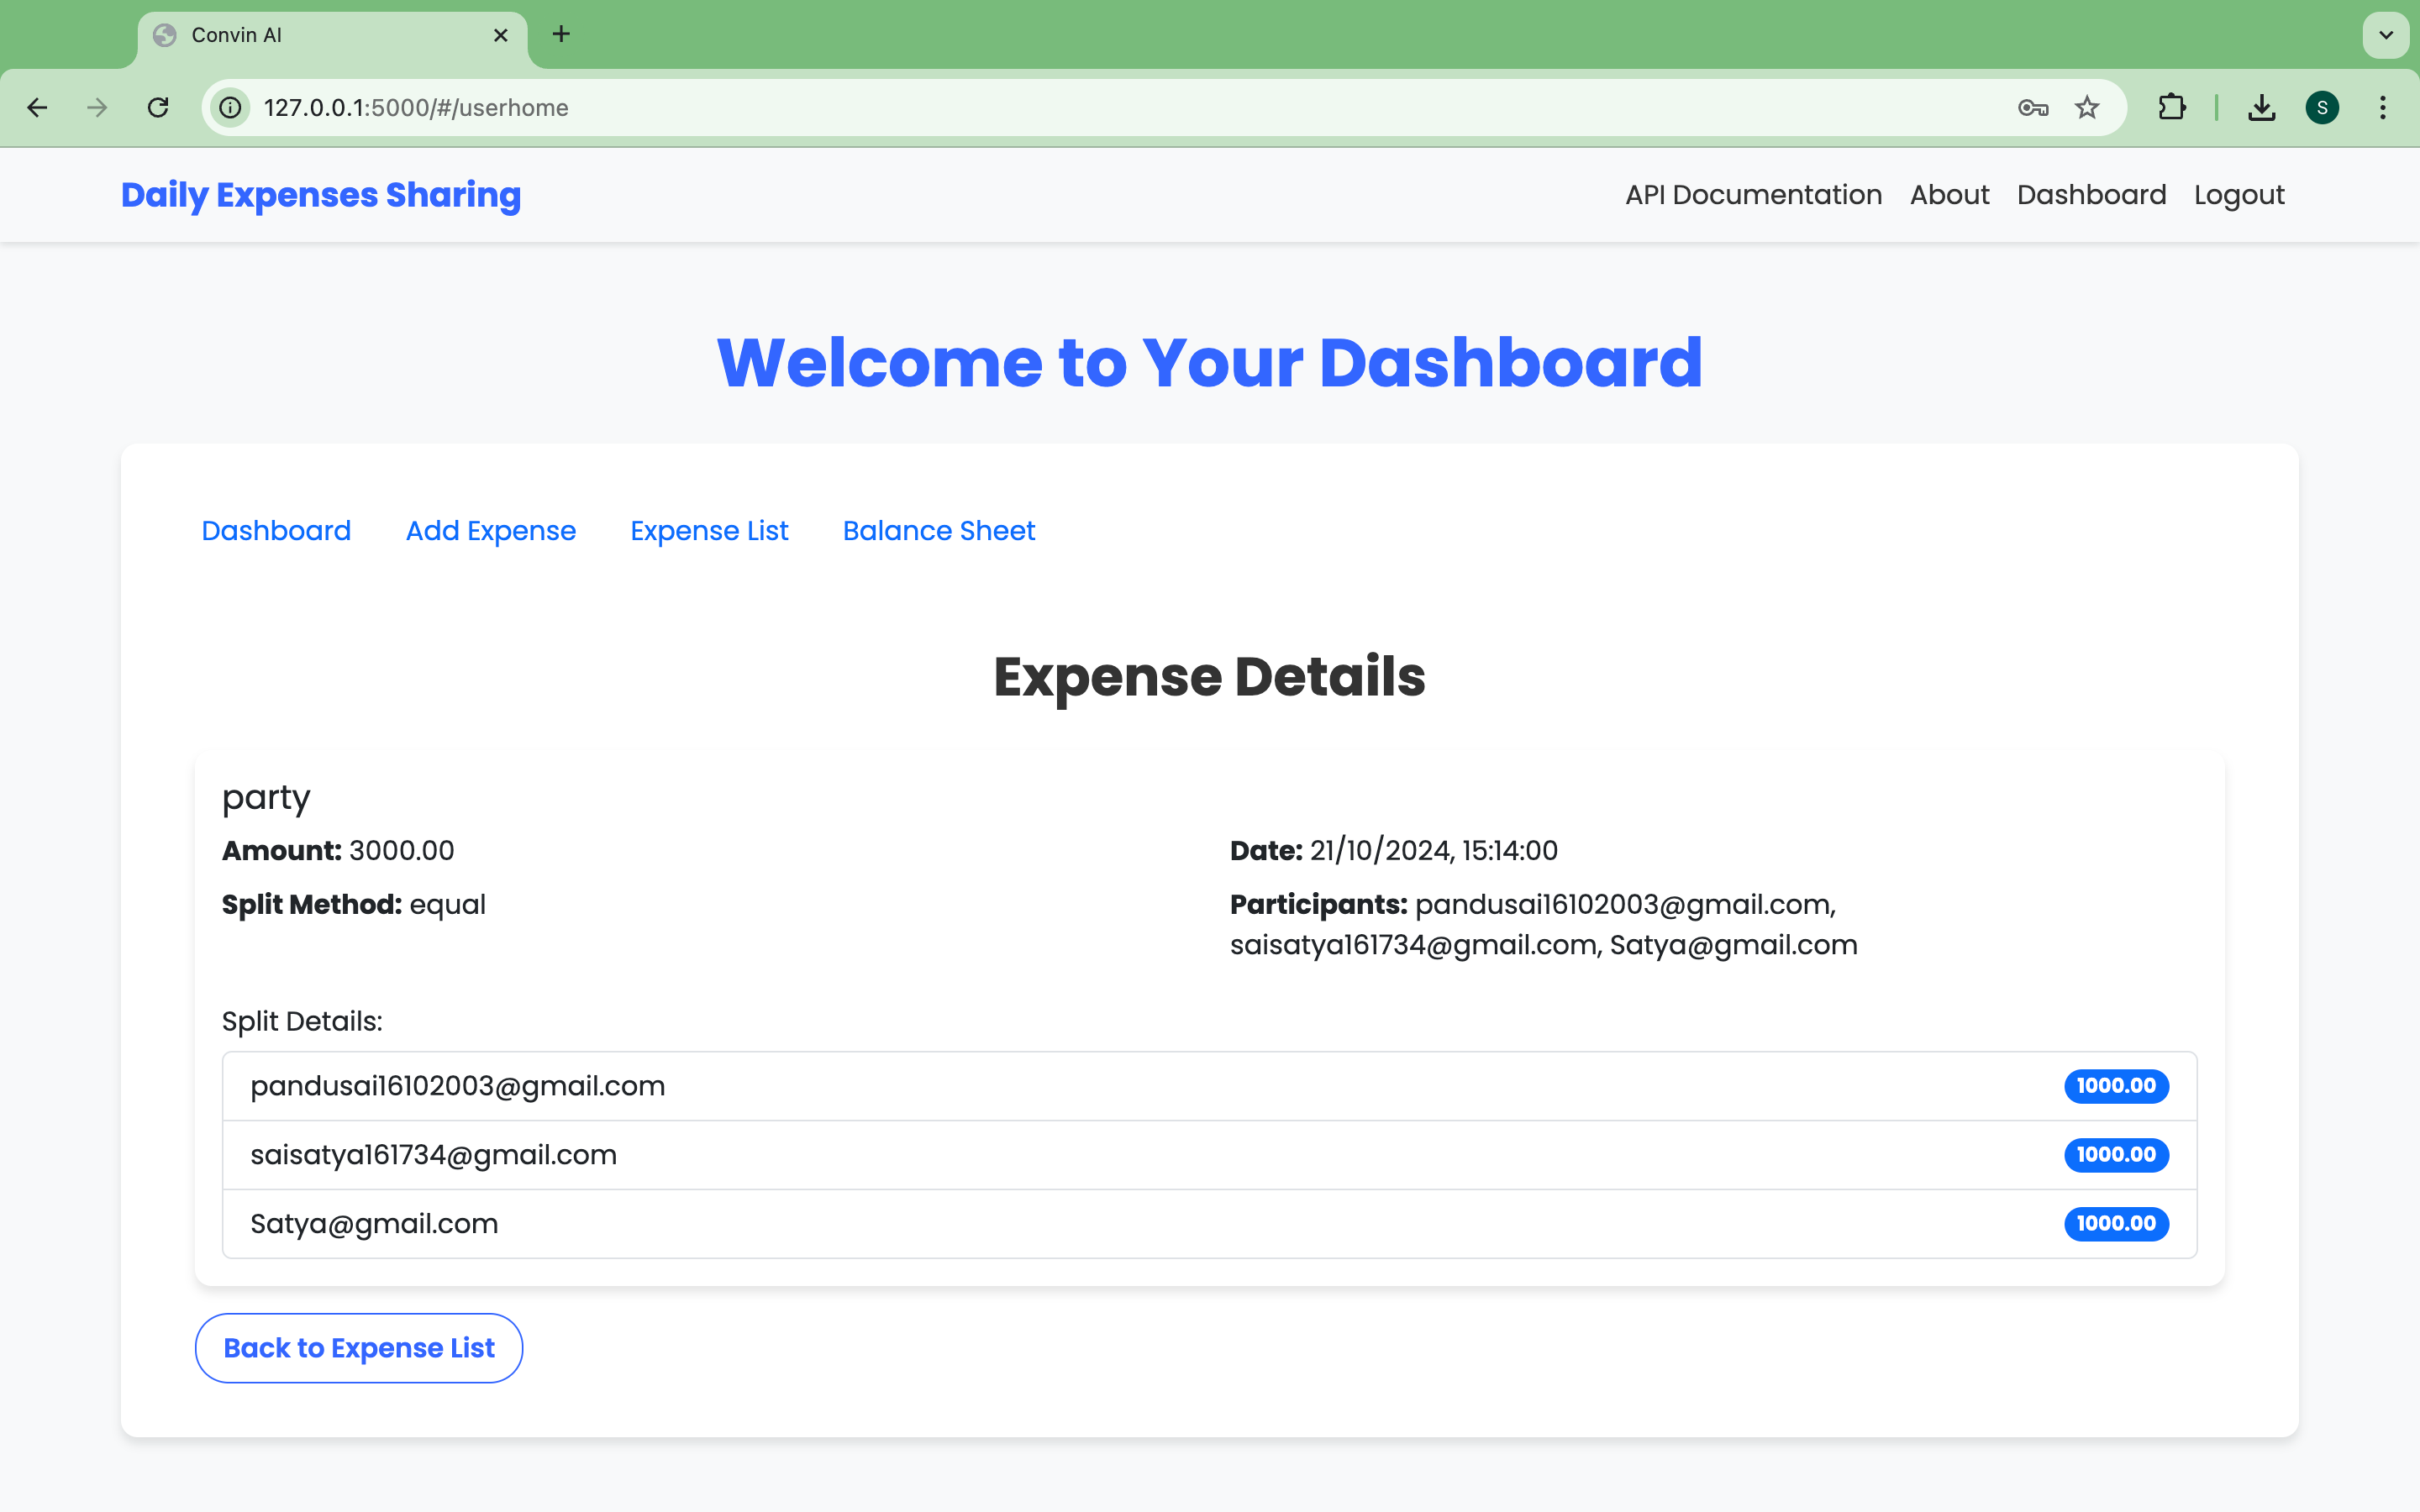 Convin AI
127.0.0.1:5000/#/userhome
S
Daily Expenses Sharing
API Documentation About Dashboard Logout
Welcome to Your Dashboard
Dashboard Add Expense Expense List Balance Sheet
Expense Details
party
Amount: 3000.00
Date: 21/10/2024, 15:14:00
Split Method: equal
Participants: pandusai16102003@gmail.com,
saisatya161734@gmail.com, Satya@gmail.com
Split Details:
pandusai16102003@gmail.com 1000.00
saisatya161734@gmail.com 1000.00
Satya@gmail.com 1000.00
Back to Expense List